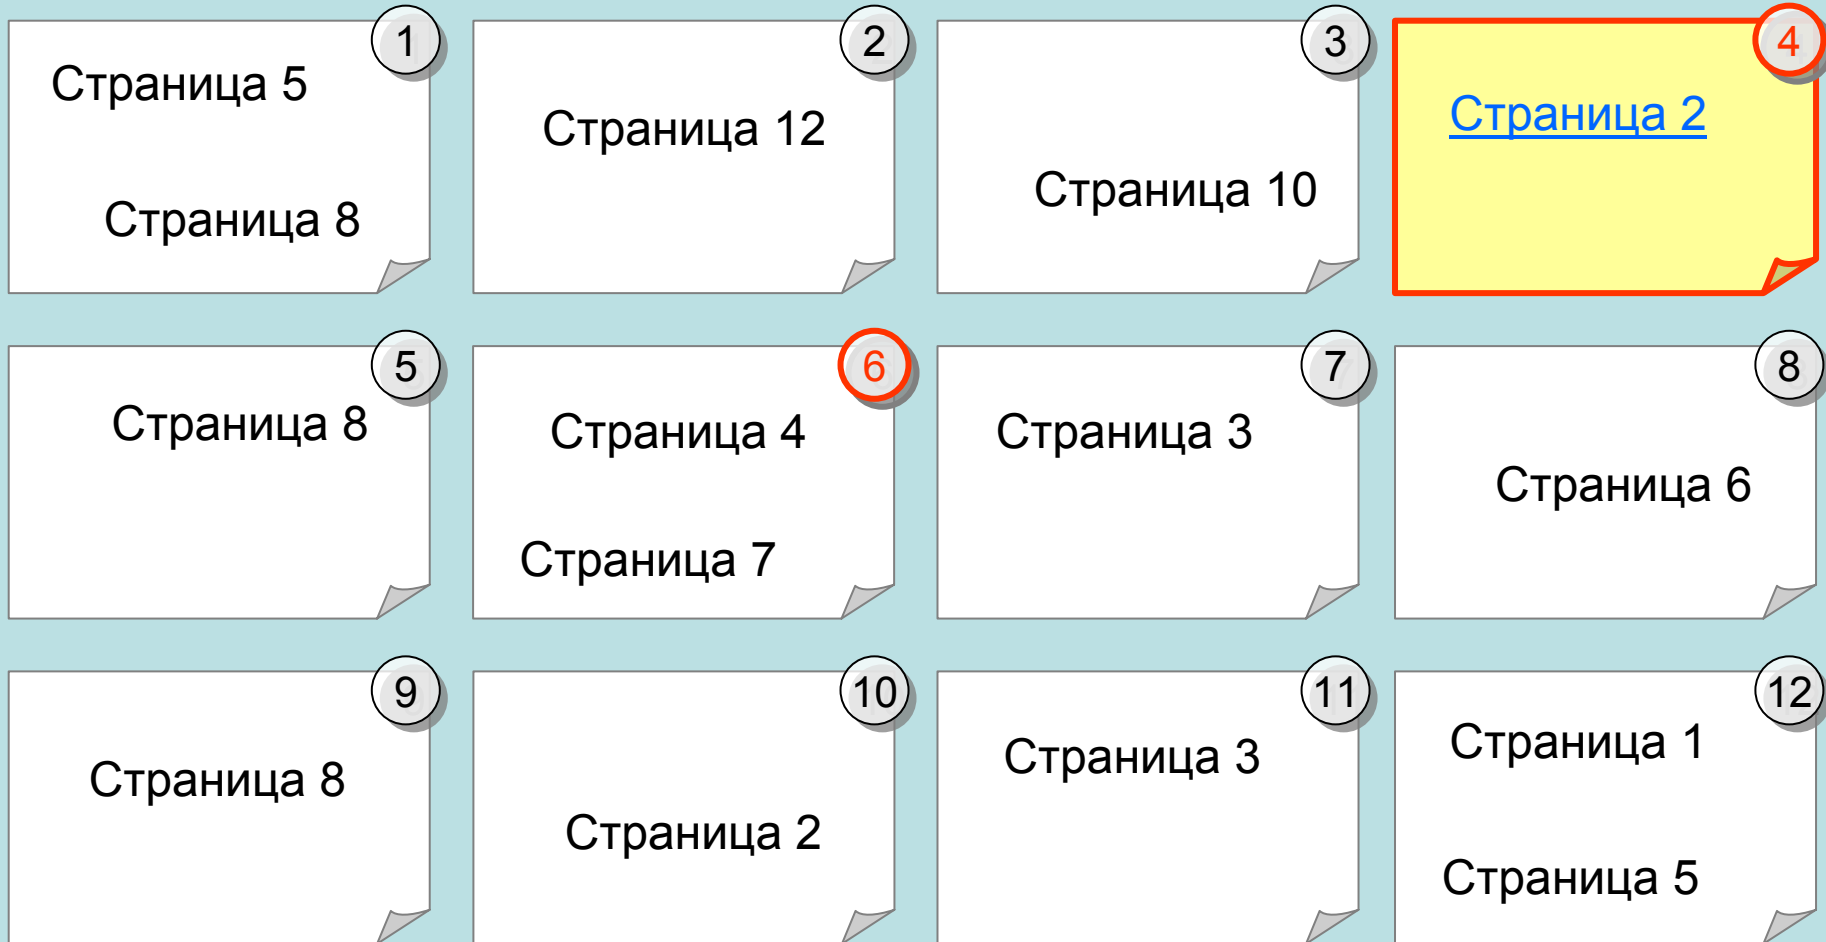 1
Страница 5
Страница 8
2
Страница 12
3
Страница 10
4
Страница 2
5
Страница 8
6
Страница 4
Страница 7
7
Страница 3
8
Страница 6
9
Страница 8
10
Страница 2
11
Страница 3
12
Страница 1
Страница 5